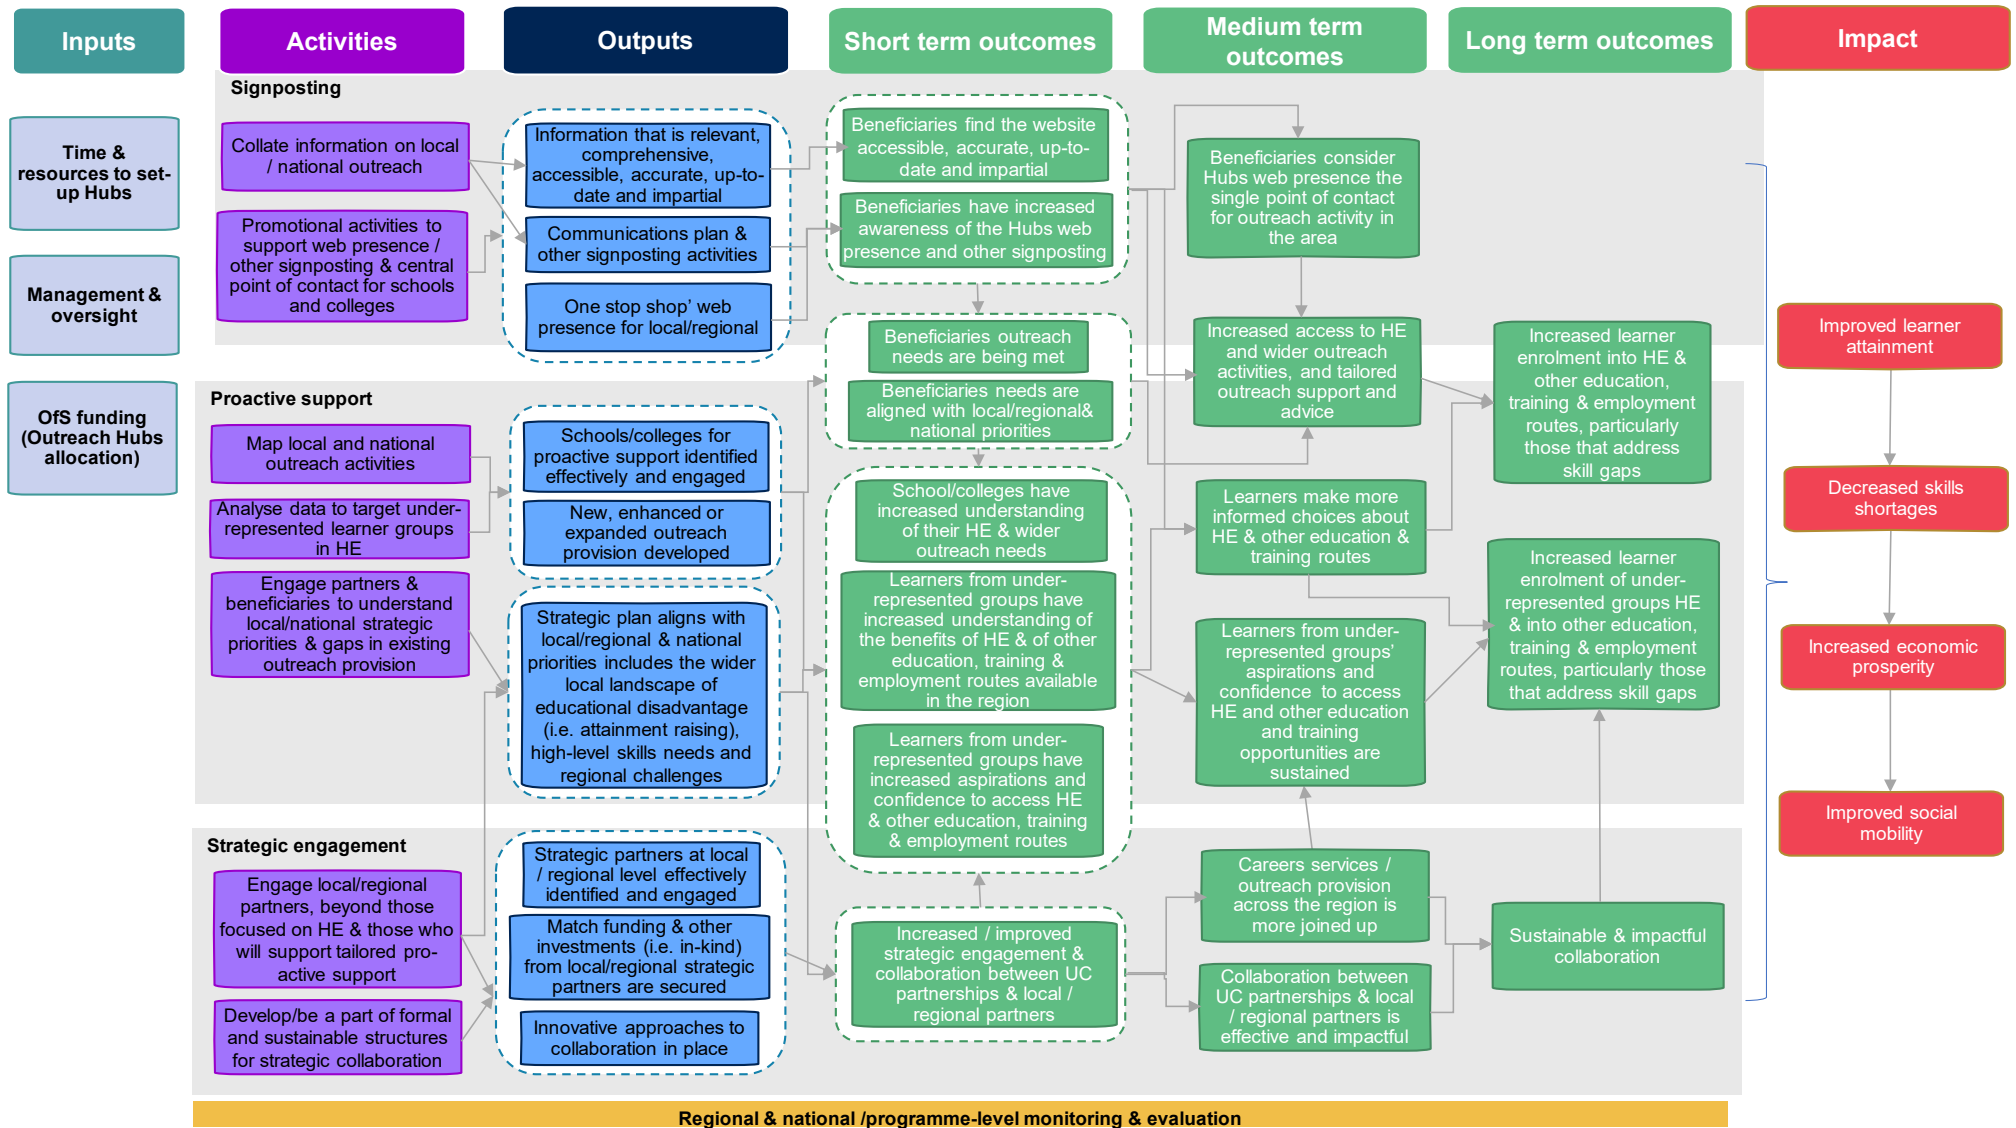 Inputs
Activities
Outputs
Short term outcomes
Medium term
outcomes
Long term outcomes
Impact
Time &
resources to set-
up Hubs
Management &
oversight
OfS funding
(Outreach Hubs
allocation)
Signposting
Collate information on local
/ national outreach
Promotional activities to
support web presence /
other signposting & central
point of contact for schools
and colleges
Information that is relevant,
comprehensive,
accessible, accurate, up-to-
date and impartial
Communications plan &
other signposting activities
One stop shop’ web
presence for local/regional
Beneficiaries find the website
accessible, accurate, up-to-
date and impartial
Beneficiaries have increased
awareness of the Hubs web
presence and other signposting
Beneficiaries outreach
needs are being met
Beneficiaries needs are
aligned with local/regional&
national priorities
Beneficiaries consider
Hubs web presence the
single point of contact
for outreach activity in
the area
Increased access to HE
and wider outreach
activities, and tailored
outreach support and
advice
Increased learner
enrolment into HE &
other education,
training & employment
routes, particularly
those that address
skill gaps
Proactive support
Map local and national
outreach activities
Analyse data to target under-
represented learner groups
in HE
Engage partners &
beneficiaries to understand
local/national strategic
priorities & gaps in existing
outreach provision
Schools/colleges for
proactive support identified
effectively and engaged
New, enhanced or
expanded outreach
provision developed
Strategic plan aligns with
local/regional & national
priorities includes the wider
local landscape of
educational disadvantage
(i.e. attainment raising),
high-level skills needs and
regional challenges
School/colleges have
increased understanding
of their HE & wider
outreach needs
Learners from under-
represented groups have
increased understanding of
the benefits of HE & of other
education, training &
employment routes available
in the region
Learners from under-
represented groups have
increased aspirations and
confidence to access HE
& other education, training
& employment routes
Learners make more
informed choices about
HE & other education &
training routes
Learners from under-
represented groups’
aspirations and
confidence to access
HE and other education
and training
opportunities are
sustained
Increased learner
enrolment of under-
represented groups HE
& into other education,
training & employment
routes, particularly those
that address skill gaps
Strategic engagement
Engage local/regional
partners, beyond those
focused on HE & those who
will support tailored pro-
active support
Develop/be a part of formal
and sustainable structures
for strategic collaboration
Strategic partners at local
/ regional level effectively
identified and engaged
Match funding & other
investments (i.e. in-kind)
from local/regional strategic
partners are secured
Innovative approaches to
collaboration in place
Increased / improved
strategic engagement &
collaboration between UC
partnerships & local /
regional partners
Careers services /
outreach provision
across the region is
more joined up
Collaboration between
UC partnerships & local
/ regional partners is
effective and impactful
Sustainable & impactful
collaboration
Improved learner
attainment
Decreased skills
shortages
Increased economic
prosperity
Improved social
mobility
Regional & national /programme-level monitoring & evaluation